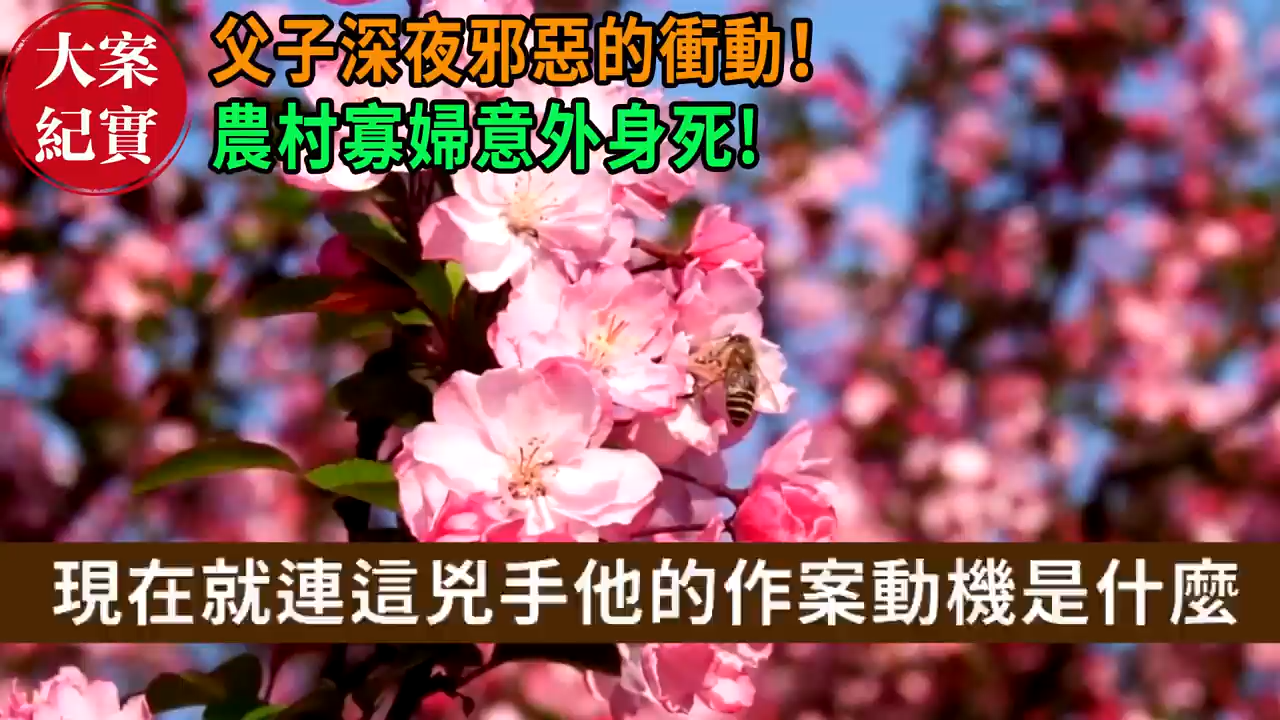 大案
紀實
父子深夜邪惡的衝動!
農村寡婦意外身死!
現在就連這兇手他的作案動機是什麼